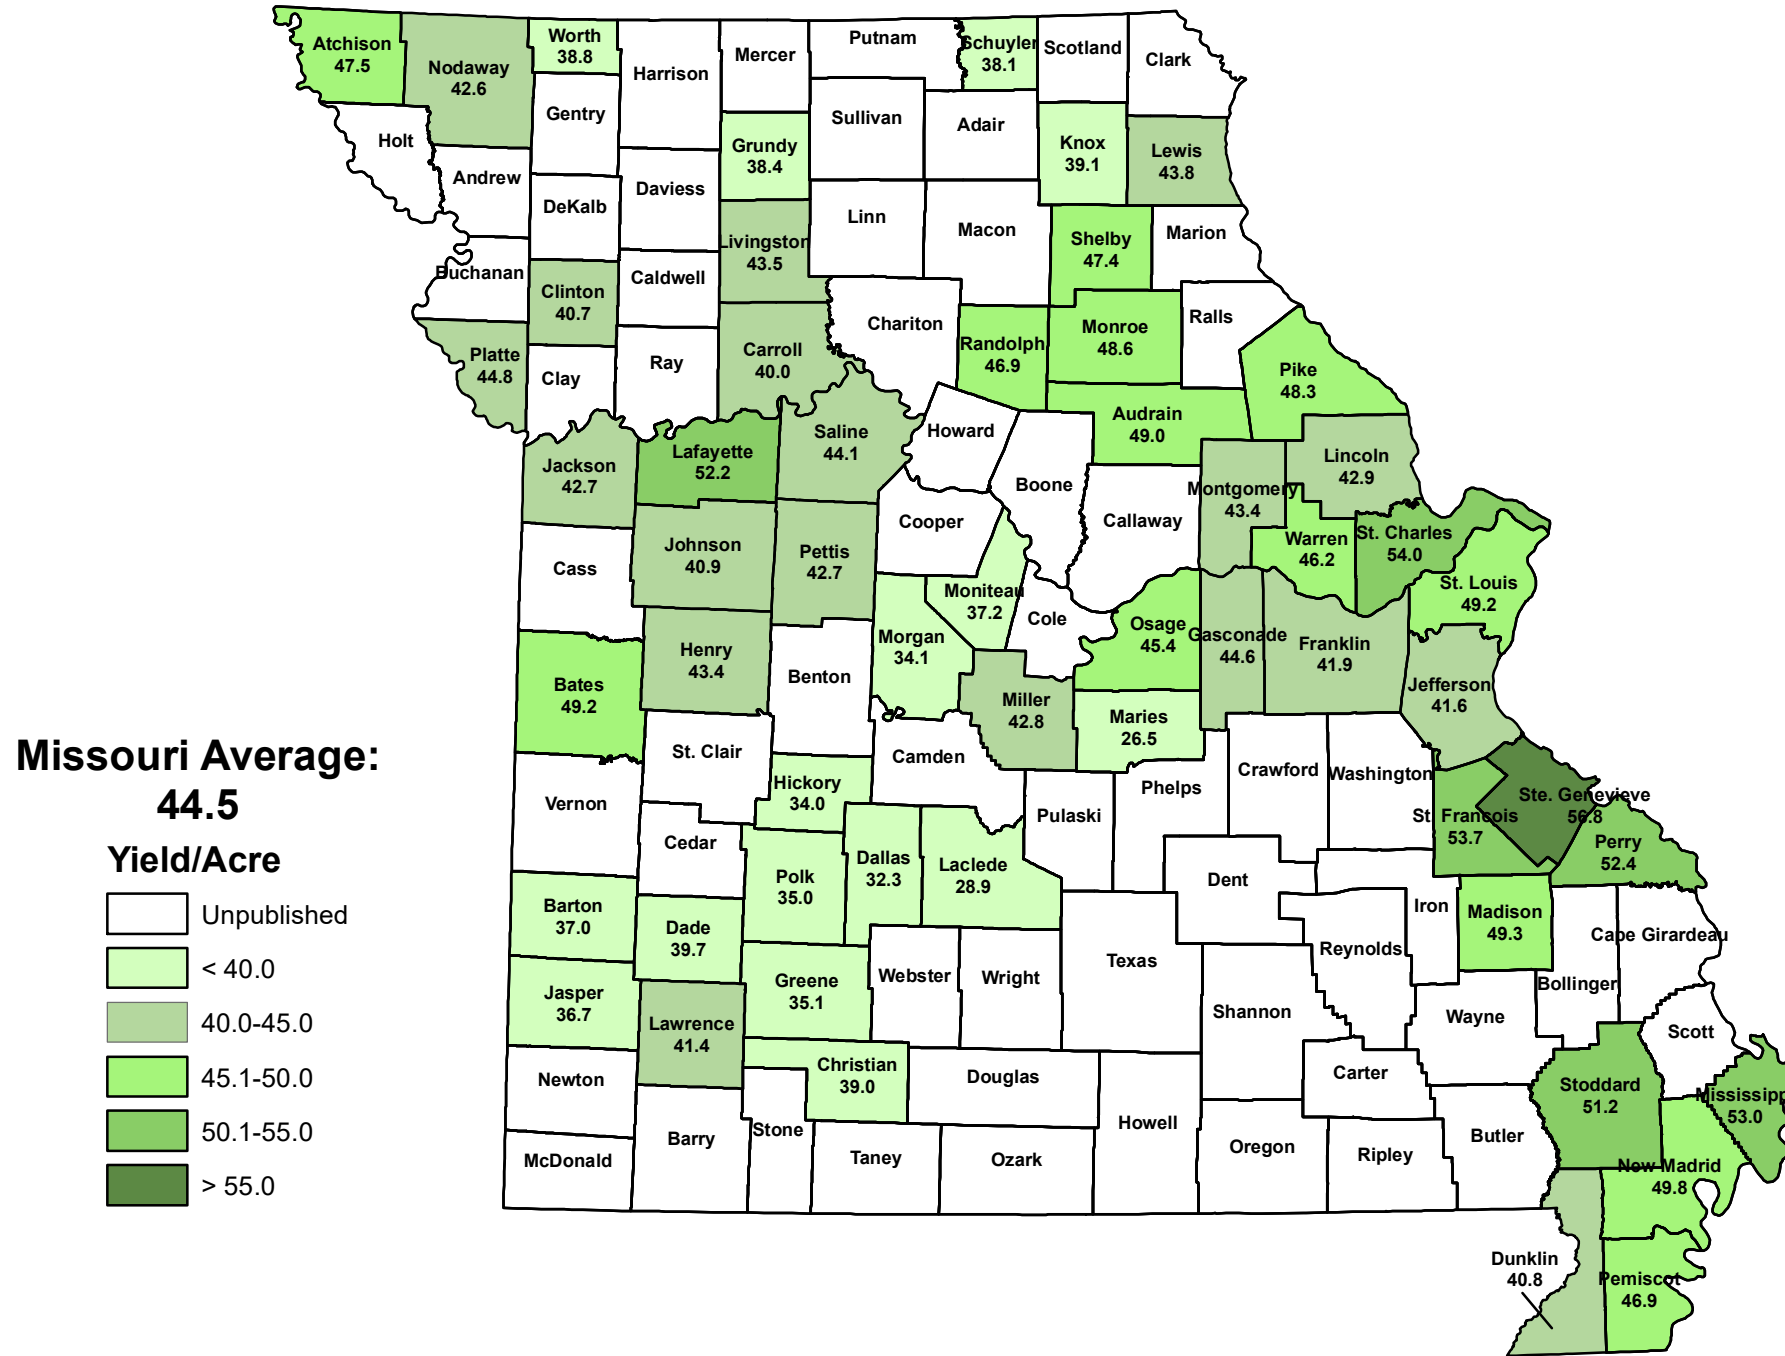 Atchison
47.5
Nodaway
42.6
Worth
38.8
Harrison
Mercer
Putnam
Schuyler
38.1
Scotland
Clark
Holt
Gentry
Andrew
DeKalb
Daviess
Grundy
38.4
Sullivan
Adair
Knox
39.1
Lewis
43.8
Buchanan
Clinton
40.7
Caldwell
Livingston
43.5
Linn
Macon
Shelby
47.4
Marion
Platte
44.8
Clay
Ray
Carroll
40.0
Chariton
Randolph
46.9
Monroe
48.6
Ralls
Pike
48.3
Audrain
49.0
Jackson
42.7
Lafayette
52.2
Saline
44.1
Howard
Boone
Callaway
Montgomery
43.4
Lincoln
42.9
Warren
46.2
St. Charles
54.0
St. Louis
49.2
Cass
Johnson
40.9
Pettis
42.7
Cooper
Moniteau
37.2
Cole
Osage
45.4
Gasconade
44.6
Franklin
41.9
Jefferson
41.6
Bates
49.2
Henry
43.4
Benton
Morgan
34.1
Miller
42.8
Maries
26.5
Missouri Average:
44.5
Yield/Acre
Unpublished
< 40.0
40.0-45.0
45.1-50.0
50.1-55.0
> 55.0
Vernon
St. Clair
Hickory
34.0
Camden
Pulaski
Phelps
Crawford
Washington
St. Francois
53.7
Ste. Genevieve
56.8
Perry
52.4
Cedar
Polk
35.0
Dallas
32.3
Laclede
28.9
Dent
Iron
Madison
49.3
Cape Girardeau
Bollinger
Barton
37.0
Dade
39.7
Greene
35.1
Webster
Wright
Texas
Shannon
Reynolds
Wayne
Scott
Jasper
36.7
Lawrence
41.4
Christian
39.0
Douglas
Howell
Carter
Stoddard
51.2
Mississipp
53.0
Newton
McDonald
Barry
Stone
Taney
Ozark
Oregon
Ripley
Butler
New Madrid
49.8
Dunklin
40.8
Pemiscot
46.9